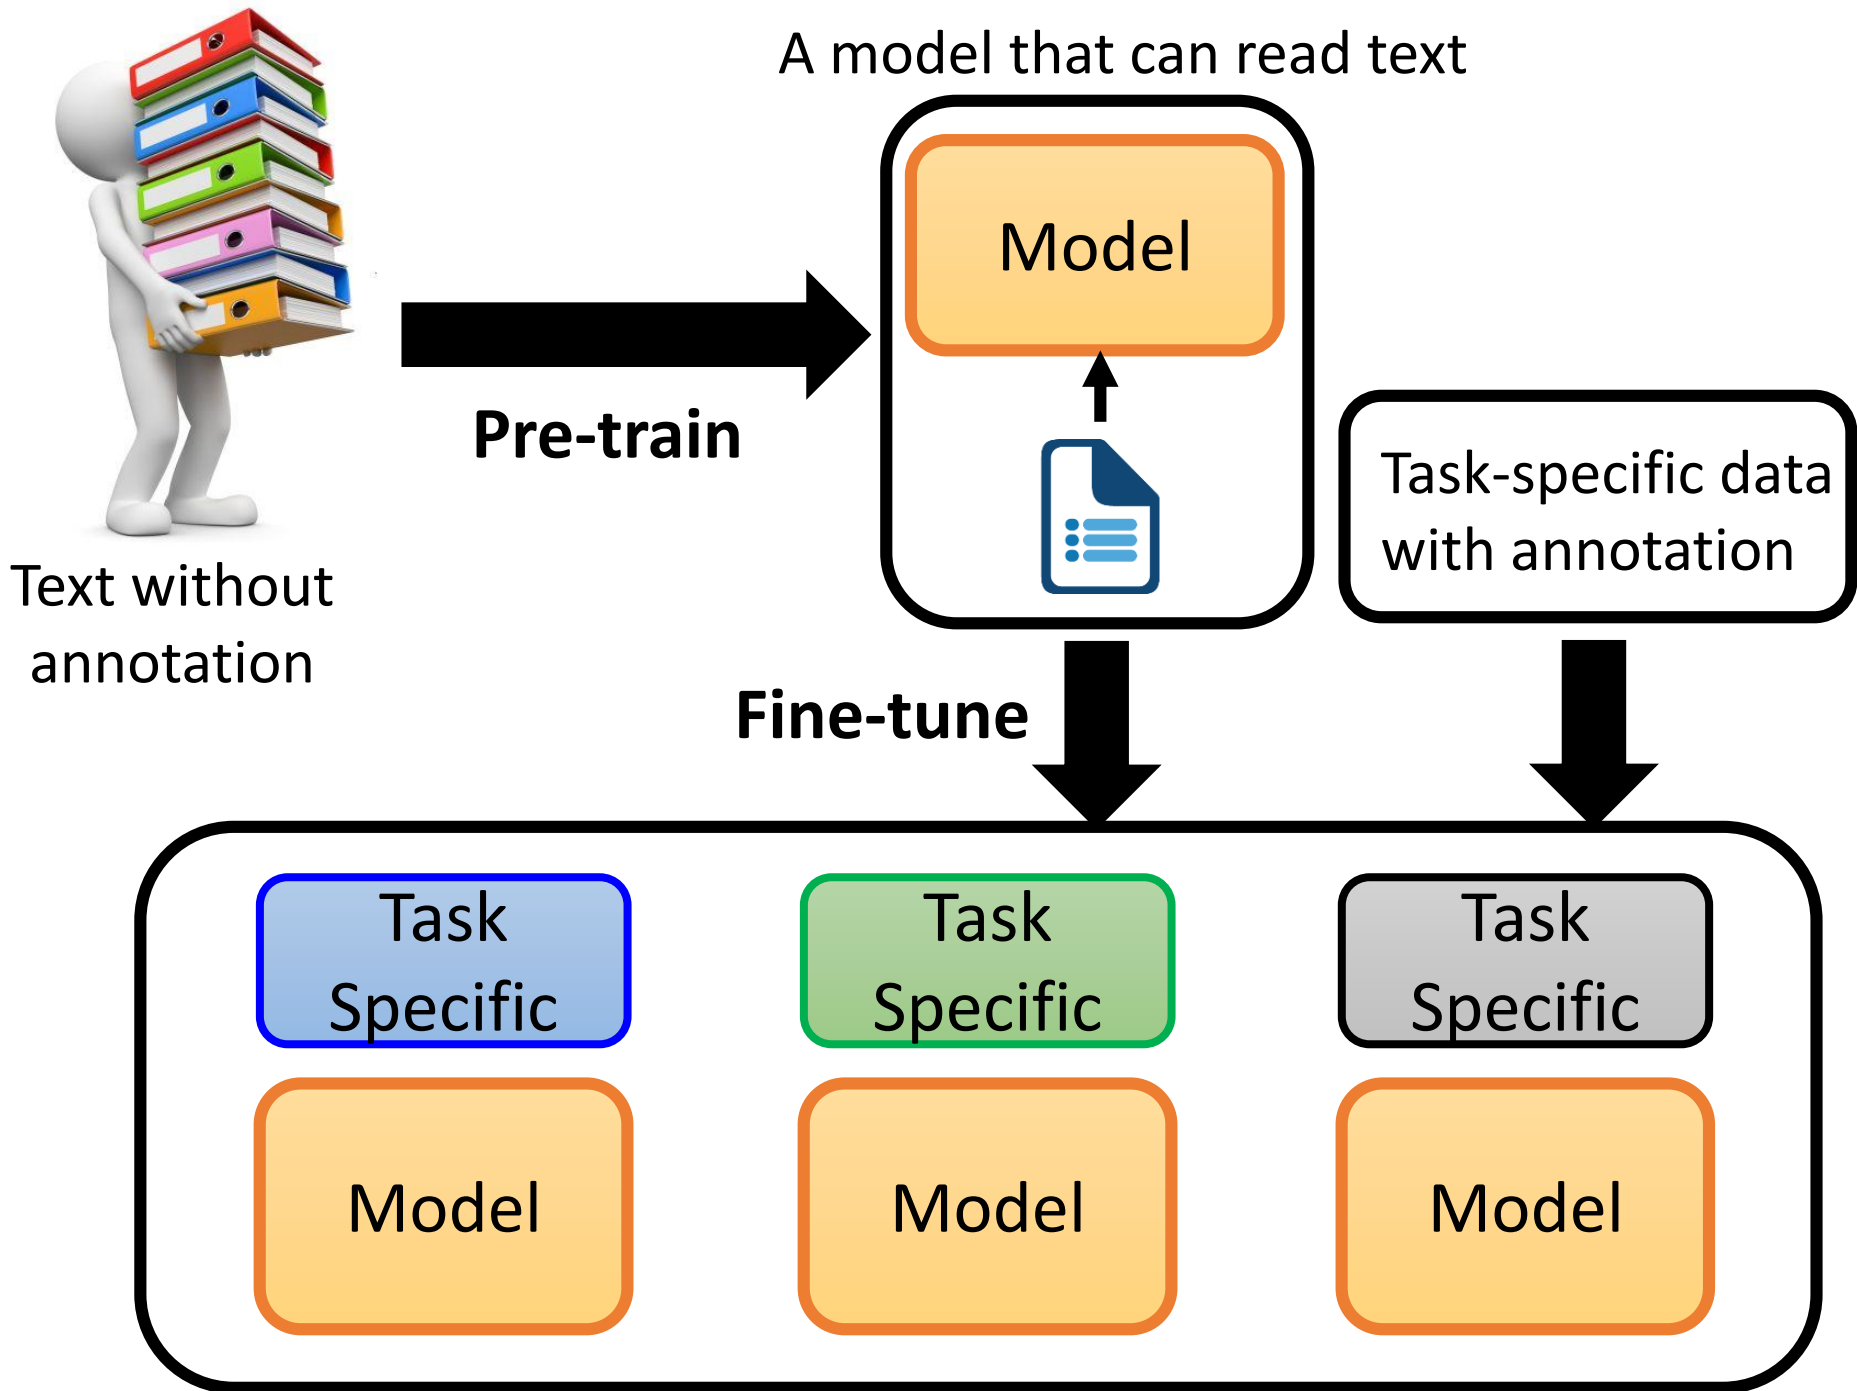 A model that can read text
Model
Pre-train
Text without
annotation
Task-specific data
with annotation
Fine-tune
Task
Specific
Task
Specific
Task
Specific
Model
Model
Model